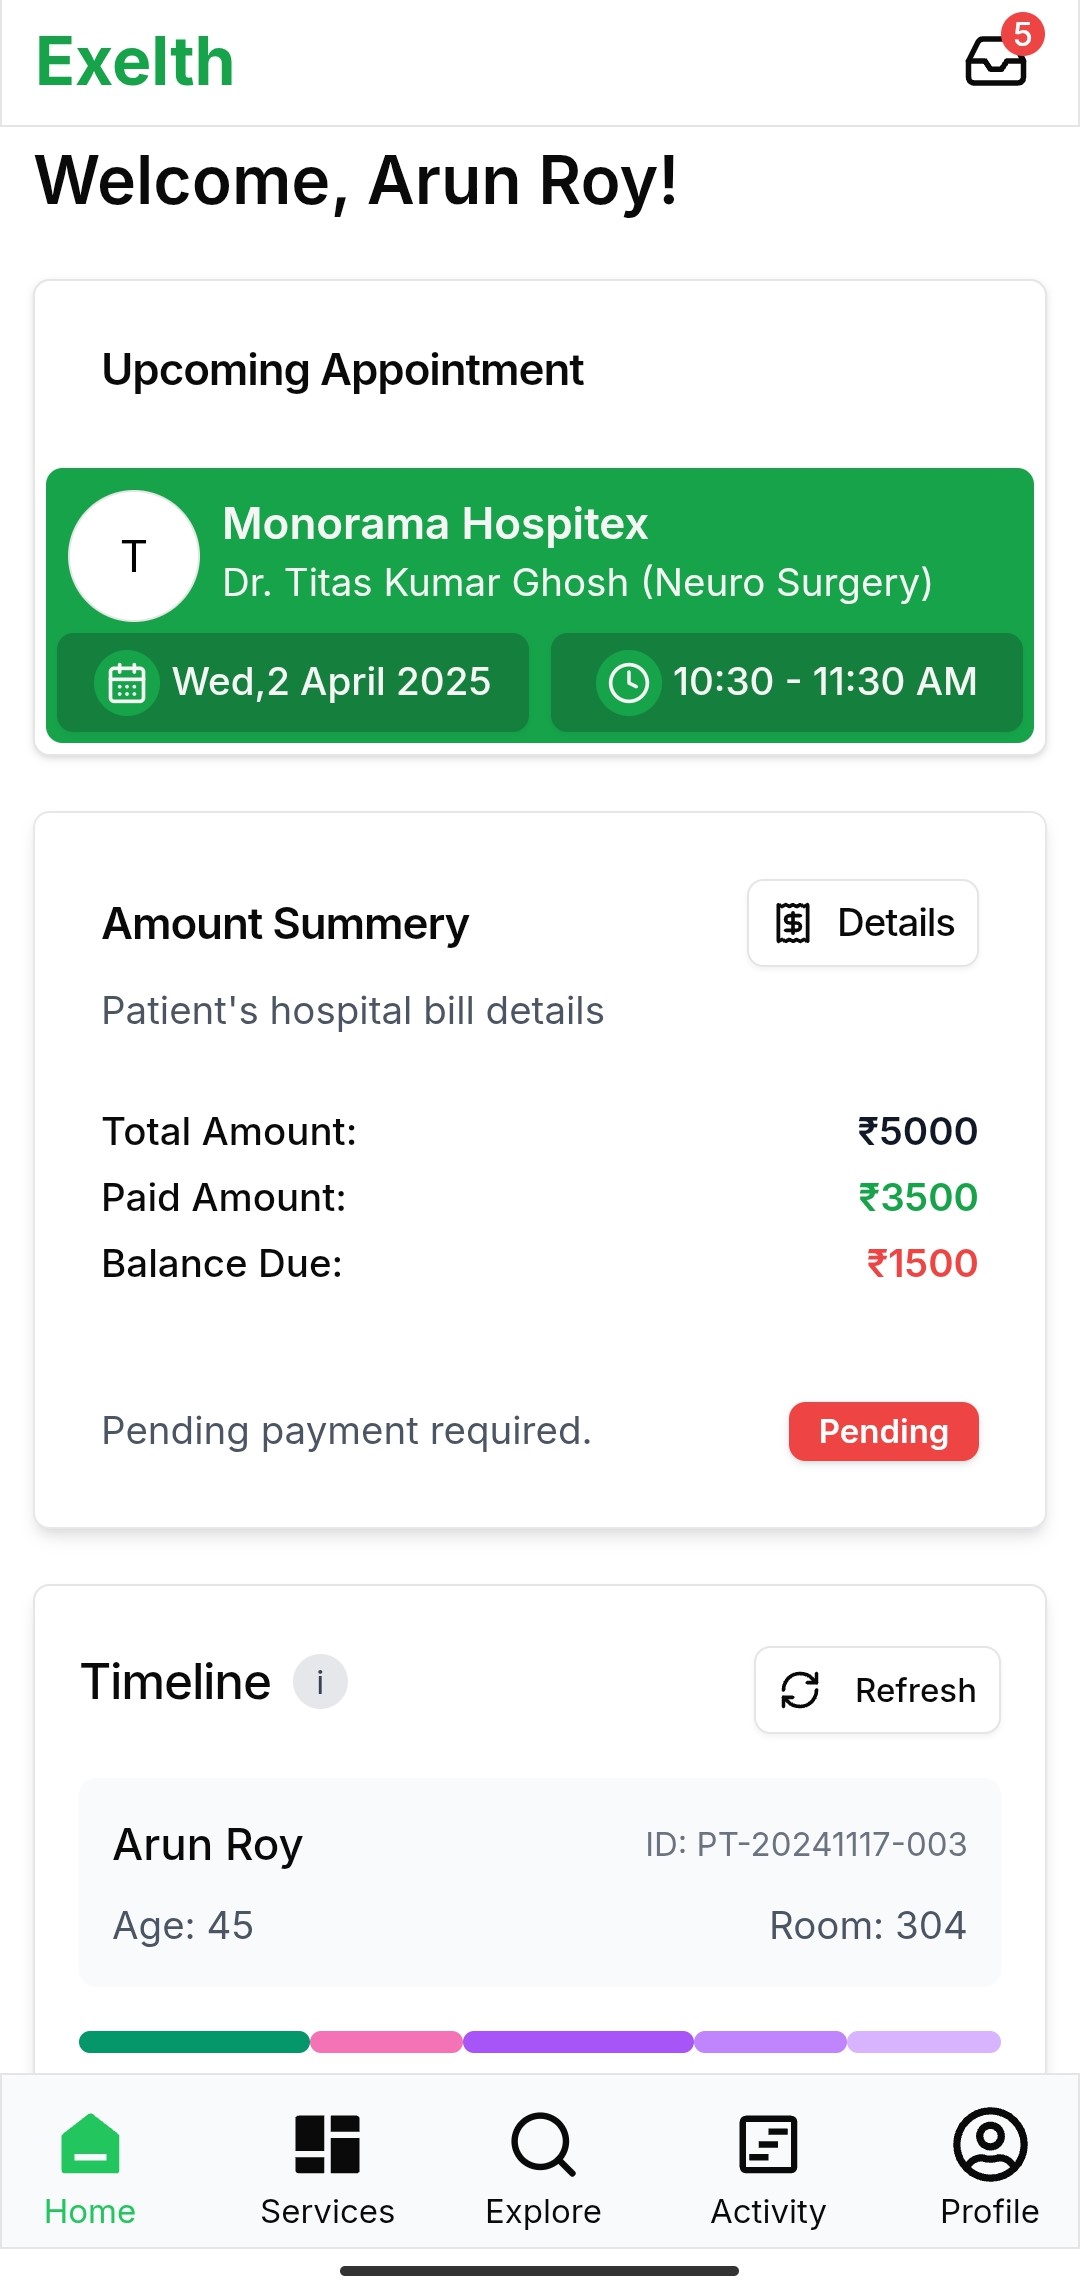 Exelth
5
Welcome, Arun Roy!
Upcoming Appointment
T
Monorama Hospitex
Dr. Titas Kumar Ghosh (Neuro Surgery)
Wed,2 April 2025
10:30 - 11:30 AM
Amount Summery
Details
Patient's hospital bill details
Total Amount: ₹5000
Paid Amount: ₹3500
Balance Due: ₹1500
Pending payment required.
Pending
Timeline
i
Refresh
Arun Roy
ID: PT-20241117-003
Age: 45
Room: 304
Home
Services
Explore
Activity
Profile